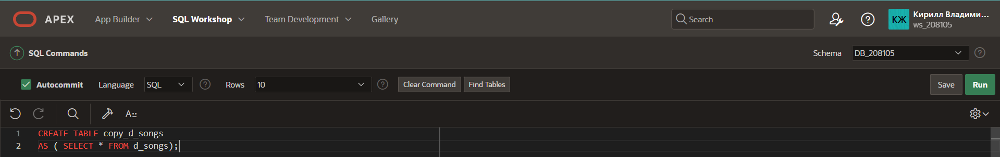 APEX App Builder SQL Workshop Team Development Gallery Search КЖ Кирилл Владими...
ws_208105
SQL Commands Schema DB_208105
Autocommit Language SQL Rows 10 Clear Command Find Tables Save Run
A
1 CREATE TABLE copy_d_songs
2 AS ( SELECT * FROM d_songs);